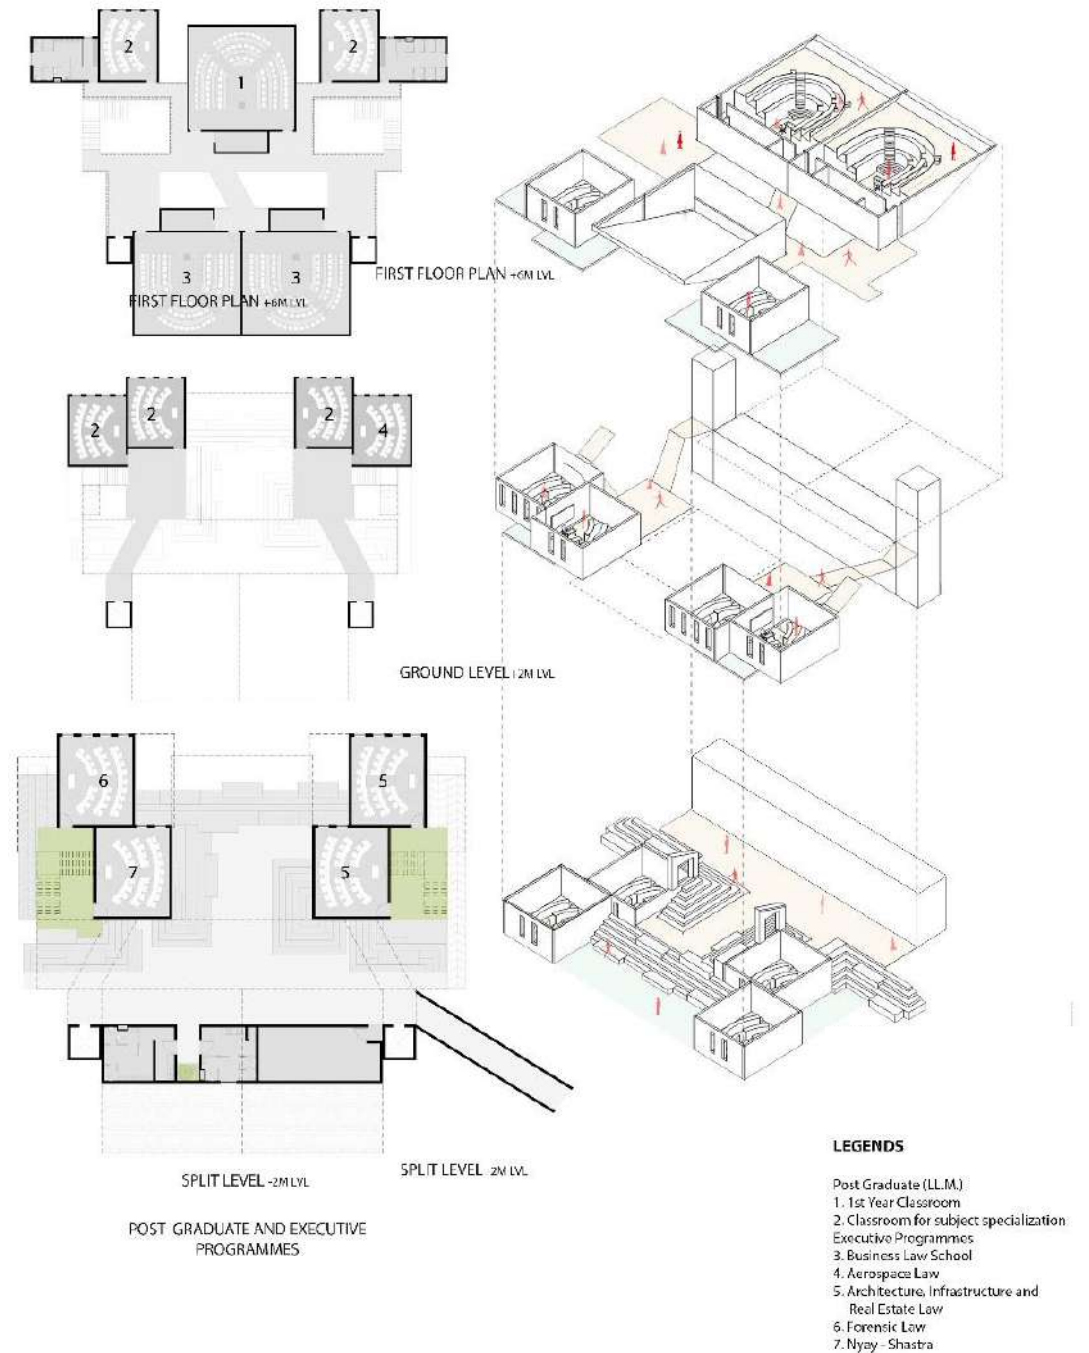 2
1
2
3
3
FIRST FLOOR PLAN +6M LVL
FIRST FLOOR PLAN +6M LVL
2
2
2
4
GROUND LEVEL +2M LVL
6
5
7
5
SPLIT LEVEL -2M LVL
SPLIT LEVEL 2M LVL
POST GRADUATE AND EXECUTIVE
PROGRAMMES
LEGENDS
Post Graduate (LL.M.)
1. 1st Year Classroom
2. Classroom for subject specialization
Executive Programmes
3. Business Law School
4. Aerospace Law
5. Architecture, Infrastructure and
Real Estate Law
6. Forensic Law
7. Nyay - Shastra